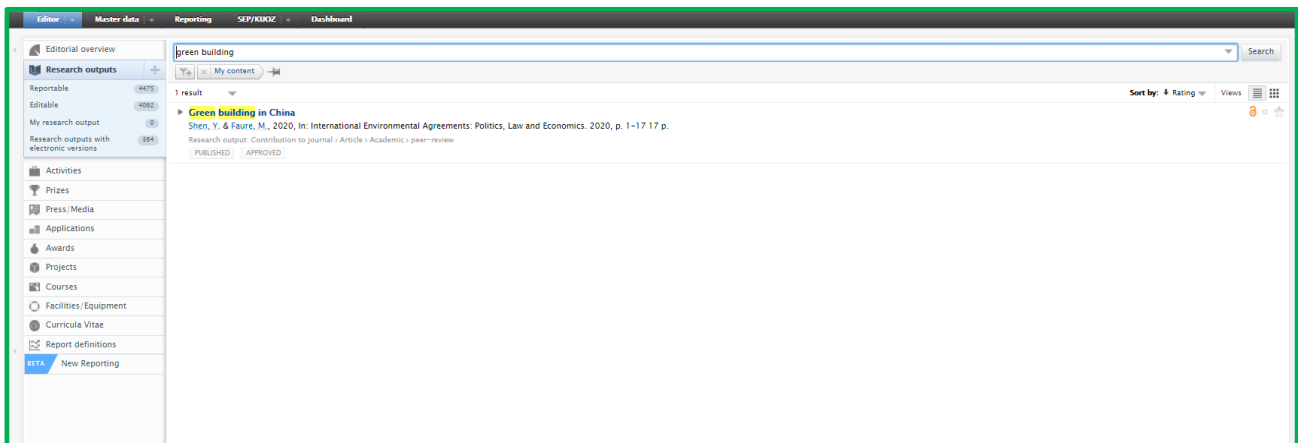 Editor Master data Reporting SEP/KUOZ Dashboard
Editorial overview
Research outputs
Reportable 4475
Editable 4062
My research output 0
Research outputs with 864
electronic versions
Activities
Prizes
Press/Media
Applications
Awards
Projects
Courses
Facilities/Equipment
Curricula Vitae
Report definitions
BETA New Reporting
green building Search
My content
1 result Sort by: Rating Views
Green building in China
Shen, Y. & Faure, M., 2020, In: International Environmental Agreements: Politics, Law and Economics. 2020, p. 1-17 17 p.
Research output: Contribution to journal › Article › Academic › peer-review
PUBLISHED APPROVED